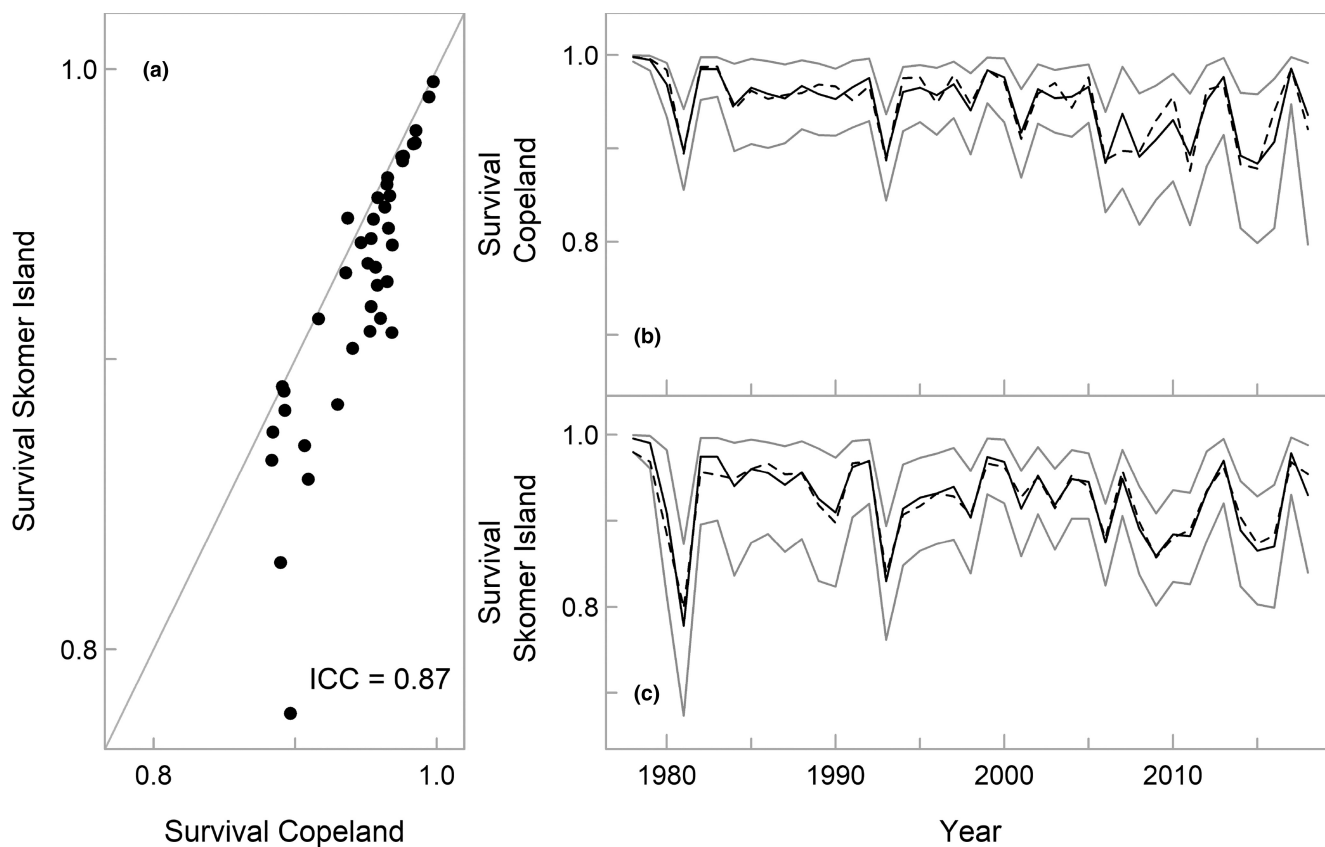 (a)
1.0
0.8
Survival Skomer Island
ICC = 0.87
0.8
1.0
Survival Copeland
Survival
Copeland
1.0
0.8
(b)
Survival
Skomer Island
1.0
0.8
(c)
1980
1990
2000
2010
Year